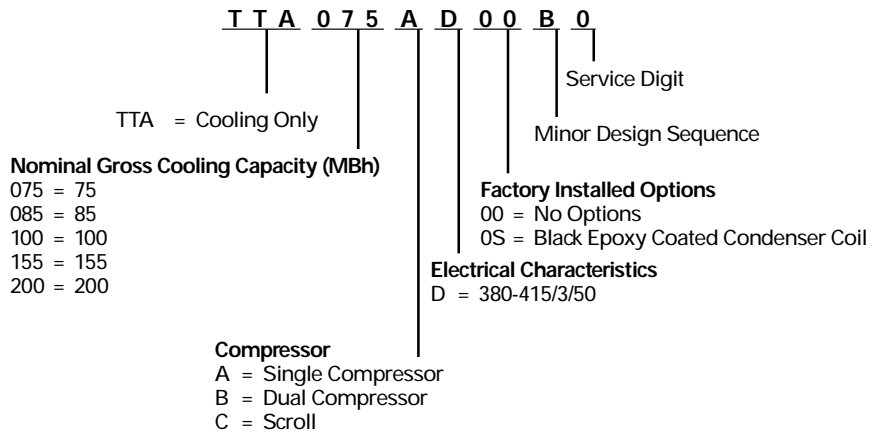 T T A 0 7 5 A D 0 0 B 0
Service Digit
TTA = Cooling Only
Minor Design Sequence
Nominal Gross Cooling Capacity (MBh)
075 = 75
085 = 85
100 = 100
155 = 155
200 = 200
Factory Installed Options
00 = No Options
0S = Black Epoxy Coated Condenser Coil
Electrical Characteristics
D = 380-415/3/50
Compressor
A = Single Compressor
B = Dual Compressor
C = Scroll